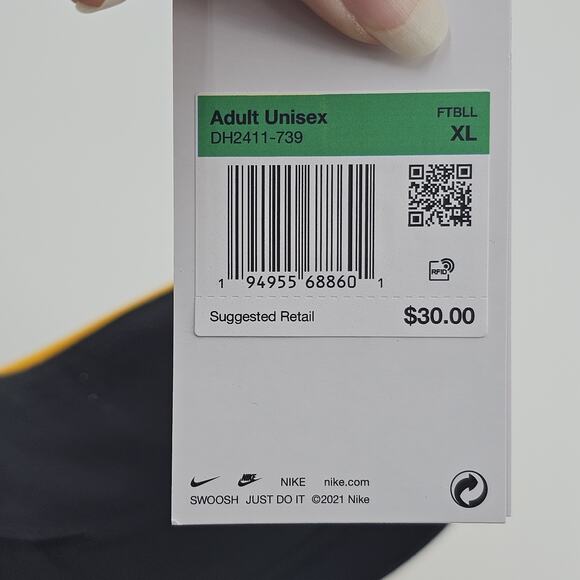 Adult Unisex FTBLL
DH2411-739 XL
1 94955 68860 1
RFID
Suggested Retail $30.00
NIKE NIKE nike.com
SWOOSH JUST DO IT ©2021 Nike